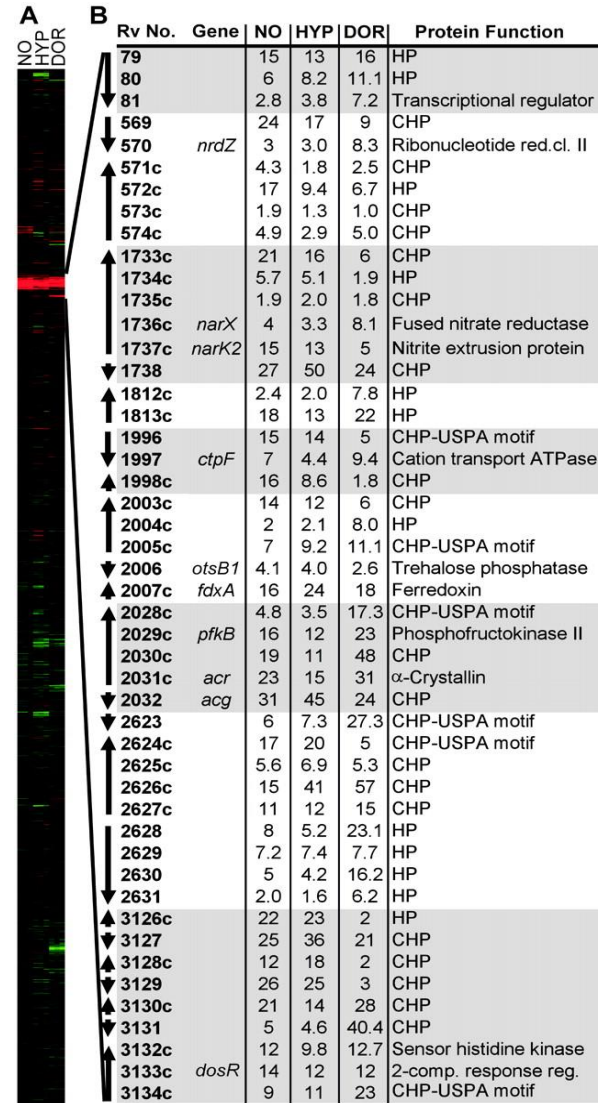 A
B
NO
HYP
DOR
Rv No. Gene NO HYP DOR Protein Function
79 15 13 16 HP
80 6 8.2 11.1 HP
81 2.8 3.8 7.2 Transcriptional regulator
569 24 17 9 CHP
570 nrdZ 3 3.0 8.3 Ribonucleotide red.cl. II
571c 4.3 1.8 2.5 CHP
572c 17 9.4 6.7 HP
573c 1.9 1.3 1.0 CHP
574c 4.9 2.9 5.0 CHP
1733c 21 16 6 CHP
1734c 5.7 5.1 1.9 HP
1735c 1.9 2.0 1.8 CHP
1736c narX 4 3.3 8.1 Fused nitrate reductase
1737c narK2 15 13 5 Nitrite extrusion protein
1738 27 50 24 CHP
1812c 2.4 2.0 7.8 HP
1813c 18 13 22 HP
1996 15 14 5 CHP-USPA motif
1997 ctpF 7 4.4 9.4 Cation transport ATPase
1998c 16 8.6 1.8 CHP
2003c 14 12 6 CHP
2004c 2 2.1 8.0 HP
2005c 7 9.2 11.1 CHP-USPA motif
2006 otsB1 4.1 4.0 2.6 Trehalose phosphatase
2007c fdxA 16 24 18 Ferredoxin
2028c 4.8 3.5 17.3 CHP-USPA motif
2029c pfkB 16 12 23 Phosphofructokinase II
2030c 19 11 48 CHP
2031c acr 23 15 31 α-Crystallin
2032 acg 31 45 24 CHP
2623 6 7.3 27.3 CHP-USPA motif
2624c 17 20 5 CHP-USPA motif
2625c 5.6 6.9 5.3 CHP
2626c 15 41 57 CHP
2627c 11 12 15 CHP
2628 8 5.2 23.1 HP
2629 7.2 7.4 7.7 HP
2630 5 4.2 16.2 HP
2631 2.0 1.6 6.2 HP
3126c 22 23 2 HP
3127 25 36 21 CHP
3128c 12 18 2 CHP
3129 26 25 3 CHP
3130c 21 14 28 CHP
3131 5 4.6 40.4 CHP
3132c 12 9.8 12.7 Sensor histidine kinase
3133c dosR 14 12 12 2-comp. response reg.
3134c 9 11 23 CHP-USPA motif